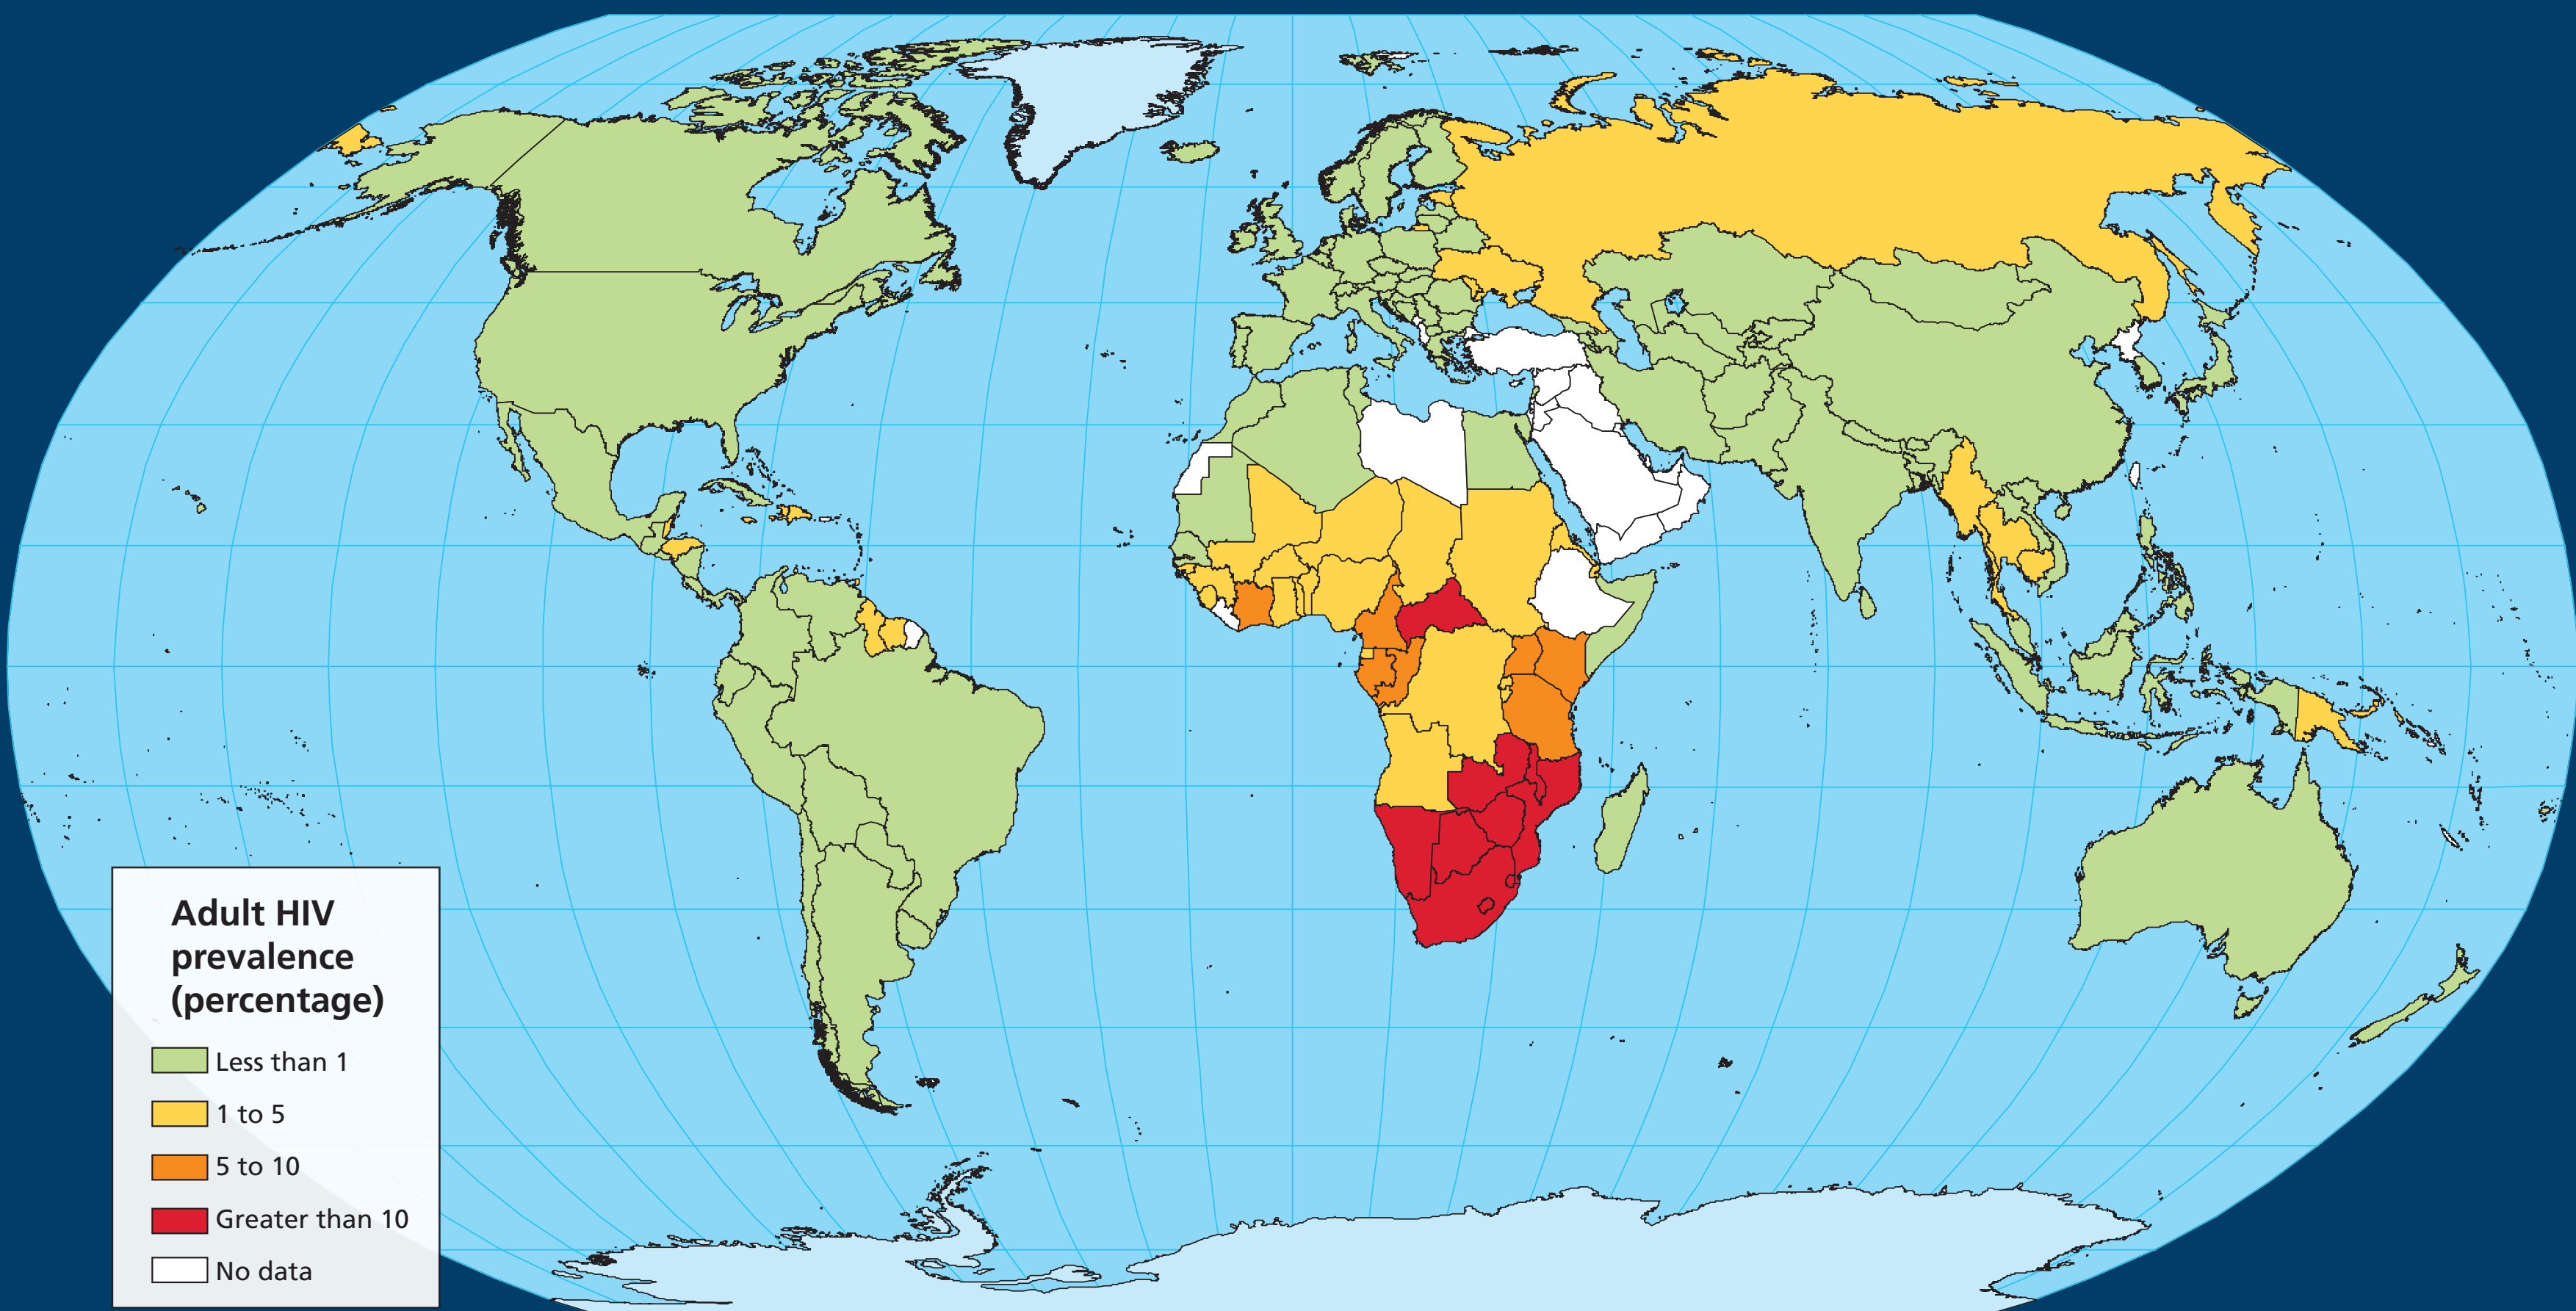 Adult HIV
prevalence
(percentage)
Less than 1
1 to 5
5 to 10
Greater than 10
No data